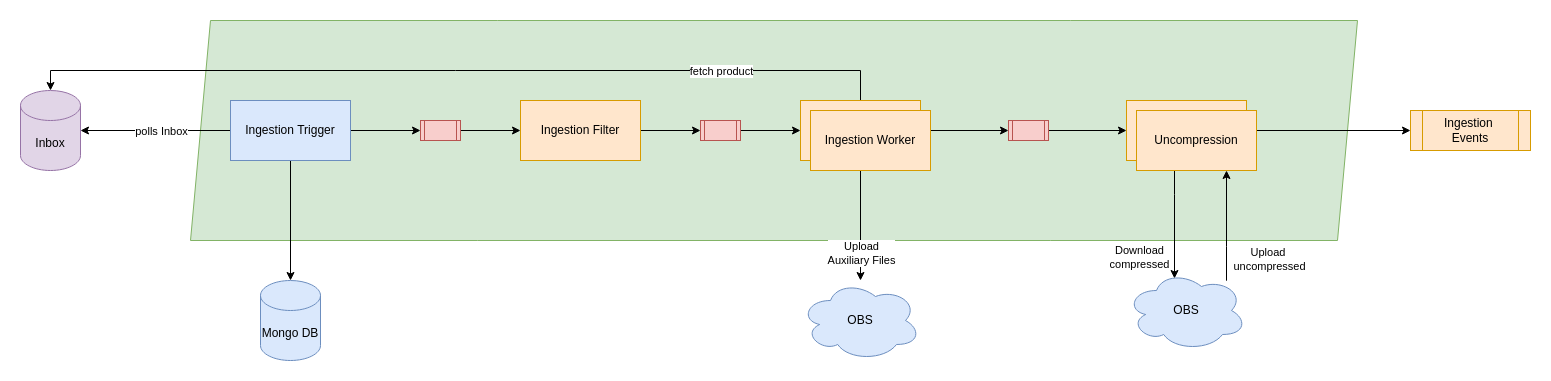 fetch product
Inbox
polls Inbox
Ingestion Trigger
Ingestion Filter
Ingestion Worker
Uncompression
Ingestion
Events
Upload
Auxiliary Files
Download
compressed
Upload
uncompressed
Mongo DB
OBS
OBS